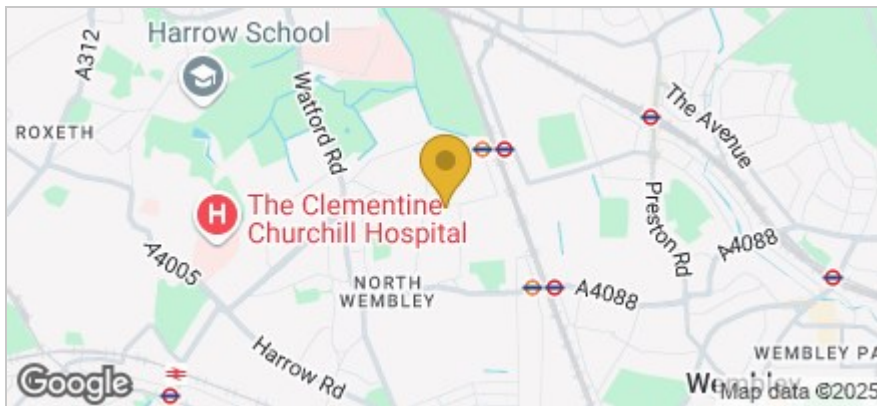 Harrow School
A312
ROXETH
Watford Rd
The Avenue
H
The Clementine
Churchill Hospital
Preston Rd
A4088
A4005
NORTH
WEMBLEY
A4088
Harrow Rd
WEMBLEY PA
Google
Wembley
Map data ©2025